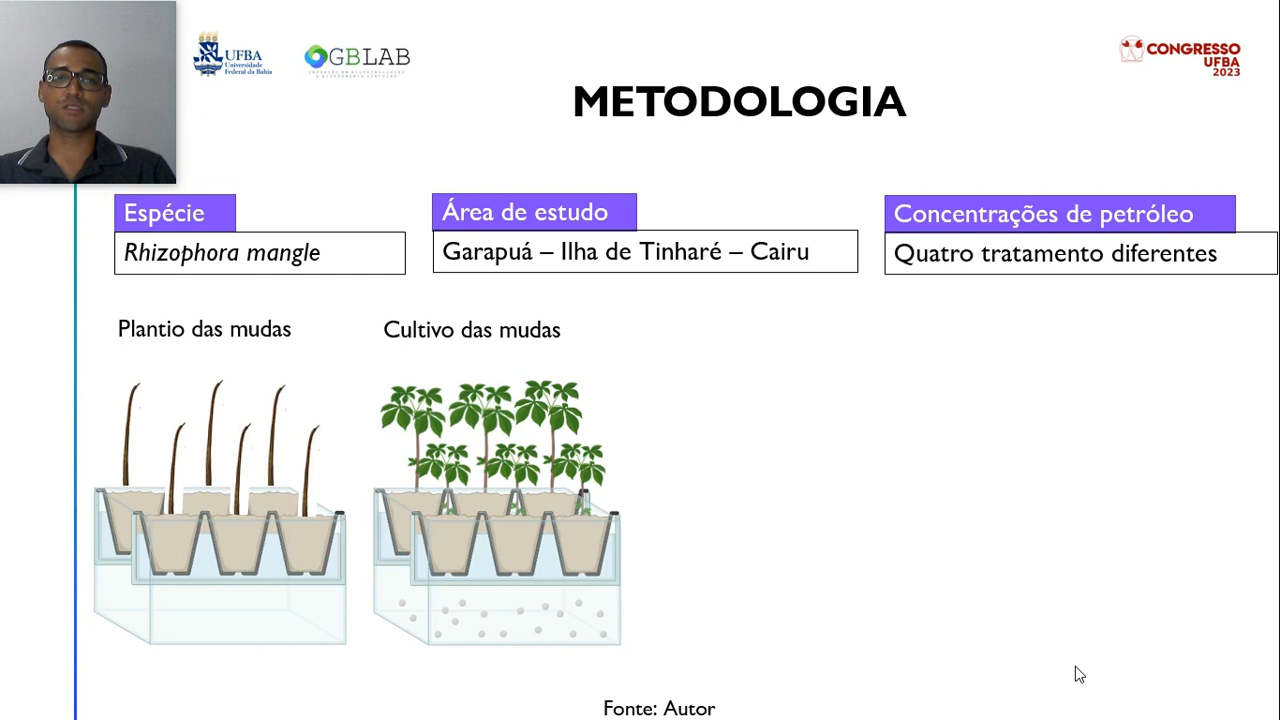 UFBA
Universidade
Federal da Bahia
GBLAB
CONGRESSO
UFBA
2023
METODOLOGIA
Espécie
Rhizophora mangle
Área de estudo
Garapuá – Ilha de Tinharé – Cairu
Concentrações de petróleo
Quatro tratamento diferentes
Plantio das mudas
Cultivo das mudas
Fonte: Autor